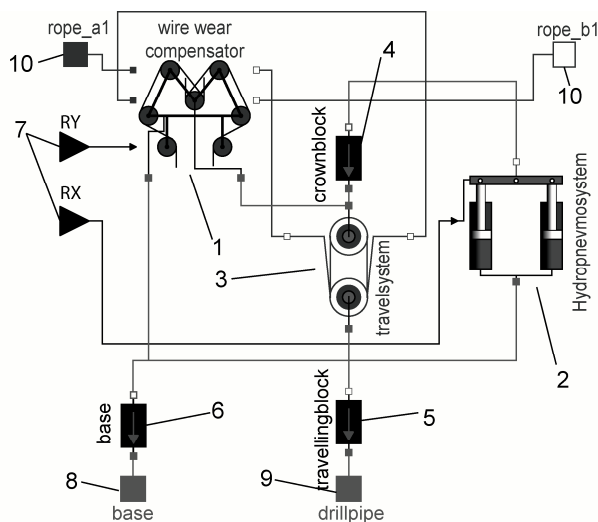 rope_a1
wire wear
compensator
rope_b1
4
10
10
RY
7
crownblock
RX
1
3
travelsystem
Hydropnevmosystem
2
base
6
travellingblock
5
8
9
base
drillpipe